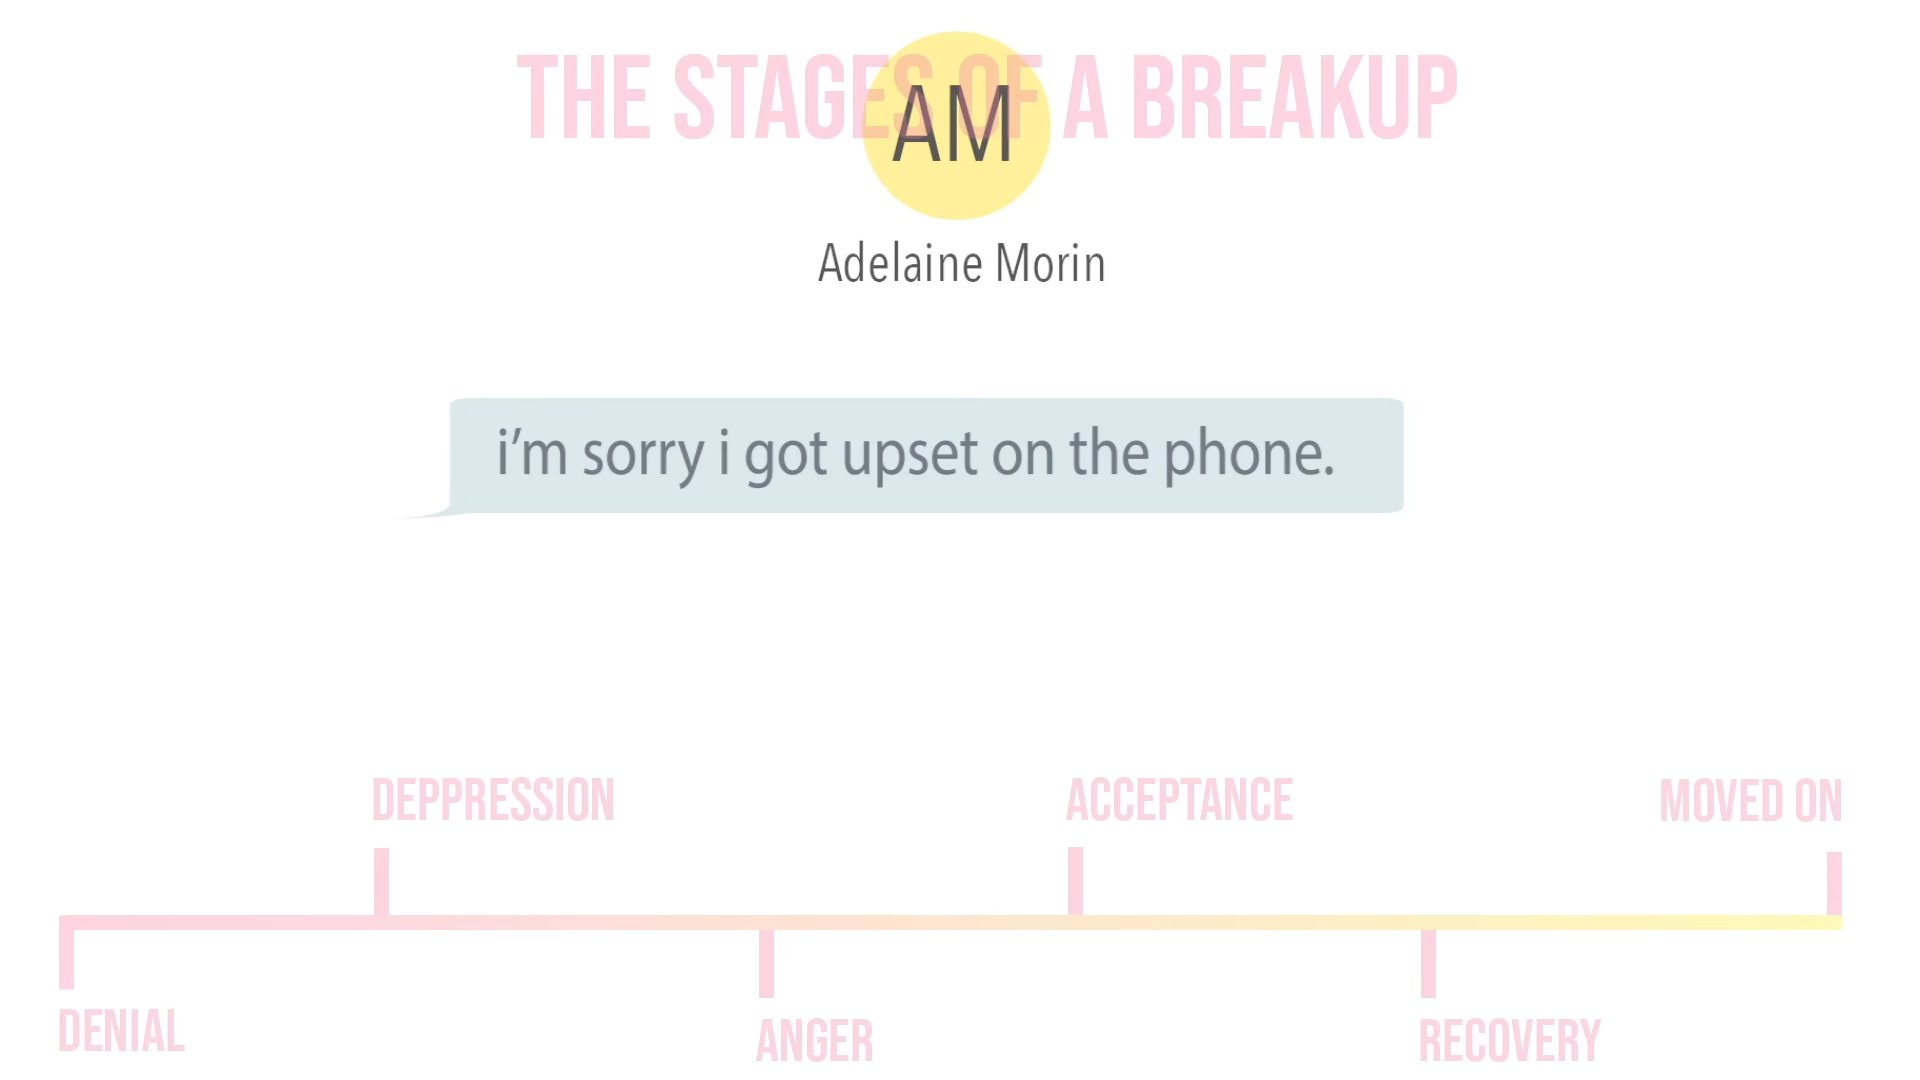 THE STAGES OF A BREAKUP
AM
Adelaine Morin
i'm sorry i got upset on the phone.
DEPPRESSION
ACCEPTANCE
MOVED ON
DENIAL
ANGER
RECOVERY